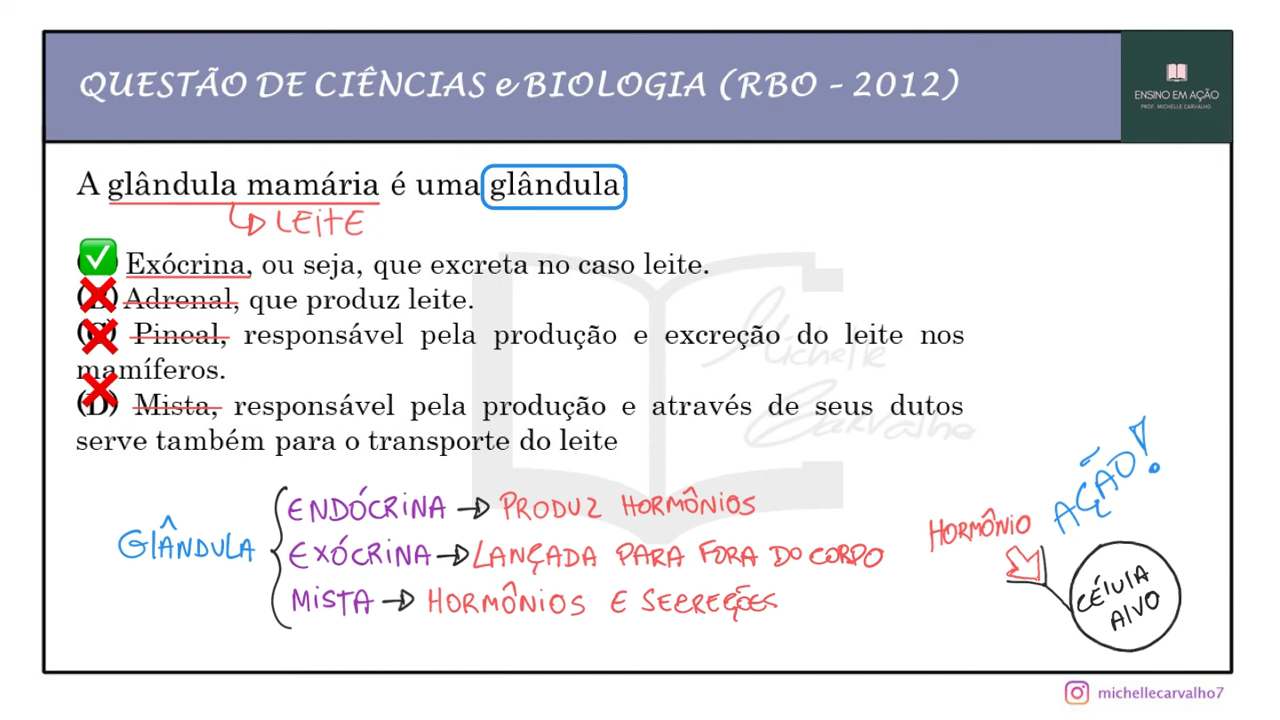 QUESTÃO DE CIÊNCIAS e BIOLOGIA (RBO - 2012)
ENSINO EM AÇÃO
PROF. MICHELLE CARVALHO
A glândula mamária é uma glândula
LEITE
Exócrina, ou seja, que excreta no caso leite.
Adrenal, que produz leite.
(C) Pineal, responsável pela produção e excreção do leite nos
mamíferos.
(D) Mista, responsável pela produção e através de seus dutos
serve também para o transporte do leite
Michelle
Carvalho
GLÂNDULA
ENDÓCRINA → PRODUZ HORMÔNIOS
EXÓCRINA → LANÇADA PARA FORA DO CORPO
MISTA → HORMÔNIOS E SECREÇÕES
HORMÔNIO
AÇÃO!
CÉLULA
ALVO
michellecarvalho7